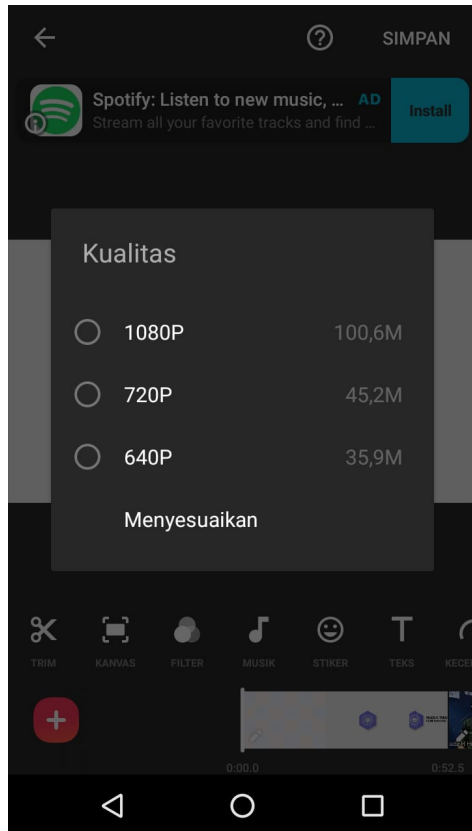 SIMPAN
Spotify: Listen to new music, ... AD
Stream all your favorite tracks and find ...
Install
Kualitas
1080P 100,6M
720P 45,2M
640P 35,9M
Menyesuaikan
TRIM KANVAS FILTER MUSIK STIKER TEKS
0:00.0 0:52.5